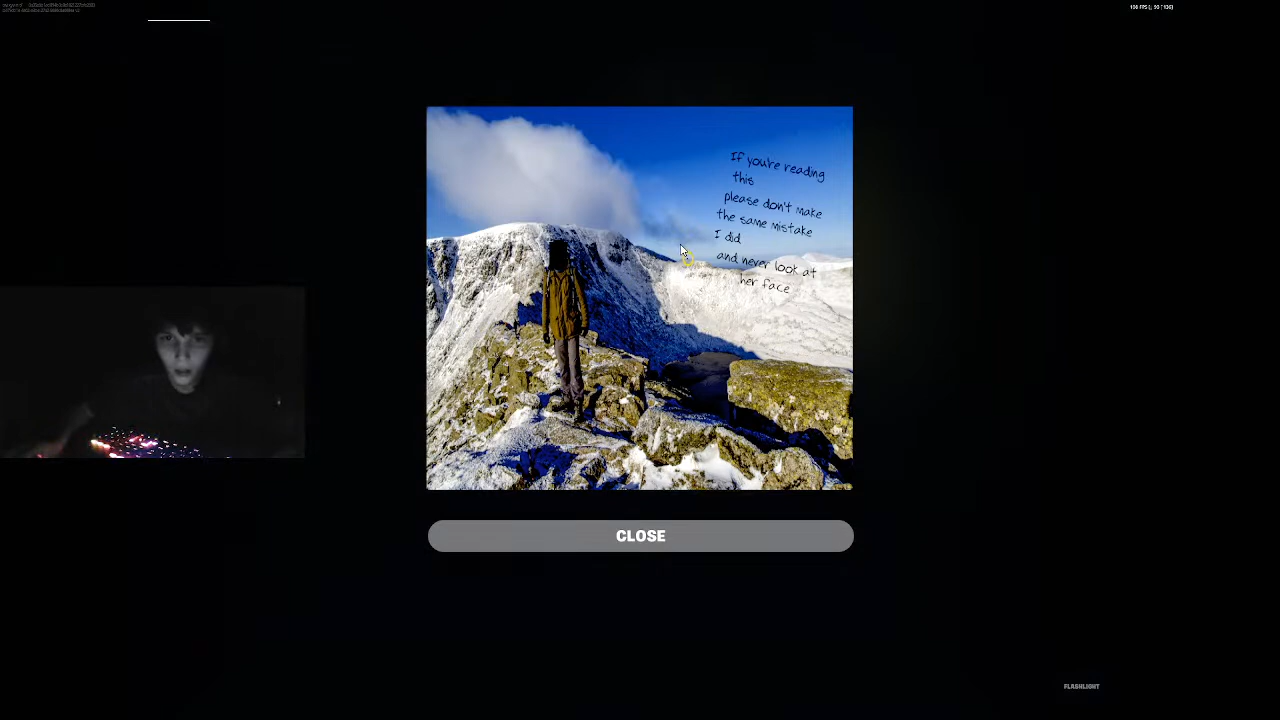 If you're reading
this
please don't make
the same mistake
I did
and never look at
her face
CLOSE
FLASHLIGHT